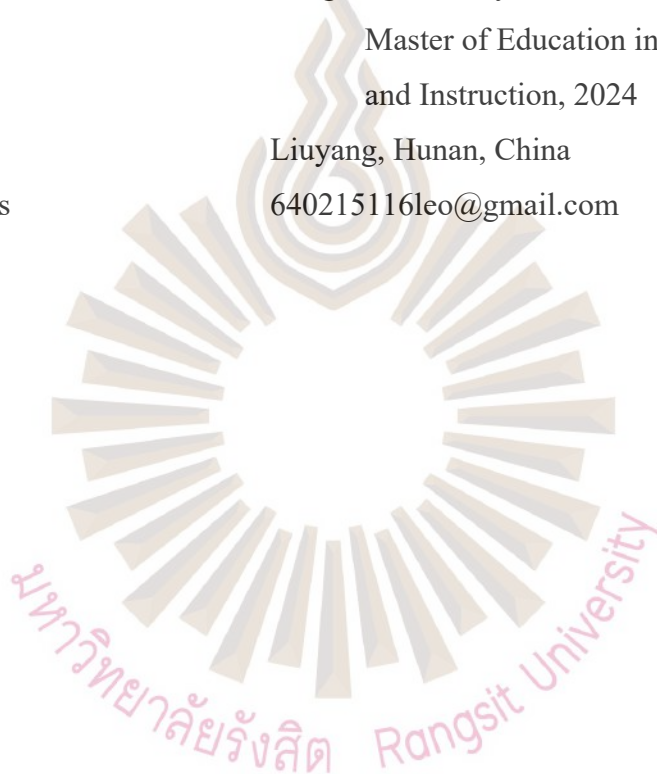 Master of Education in
and Instruction, 2024
Liuyang, Hunan, China
s 640215116leo@gmail.com
มหาวิทยาลัยรังสิต Rangsit University